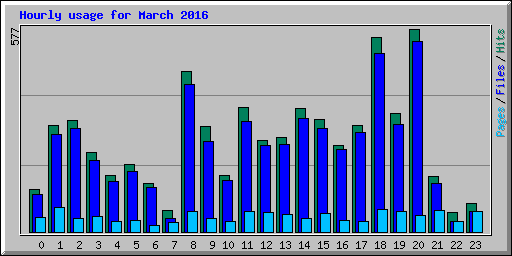 Hourly usage for March 2016
577
Pages / Files / Hits
0 1 2 3 4 5 6 7 8 9 10 11 12 13 14 15 16 17 18 19 20 21 22 23